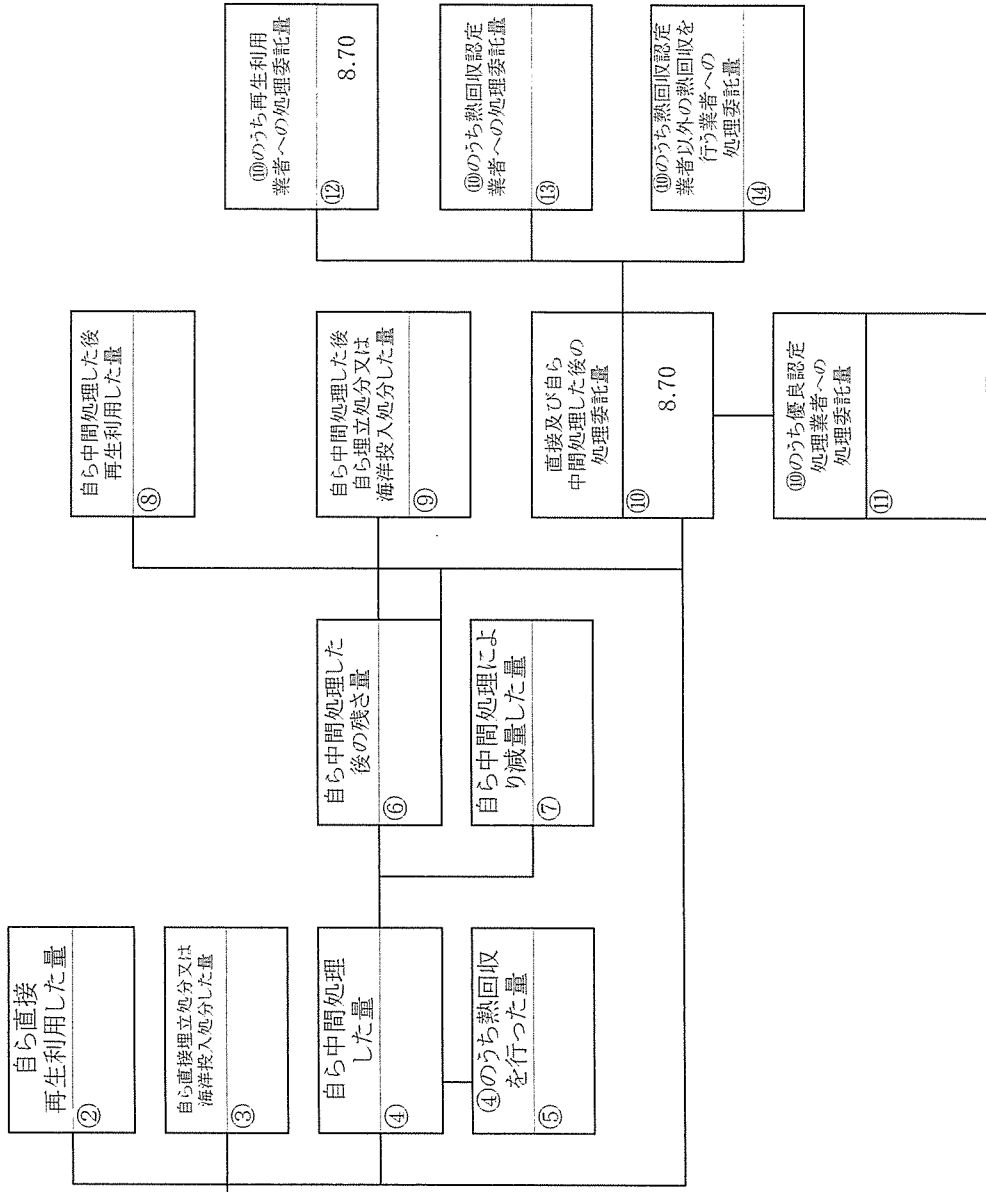 自ら直接
再生利用した量
②
自ら直接埋立処分又は
海洋投入処分した量
③
自ら中間処理
した量
④
④のうち熱回収
を行った量
⑤
自ら中間処理した
後の残さ量
⑥
自ら中間処理によ
り減量した量
⑦
自ら中間処理した後
再生利用した量
⑧
自ら中間処理した後
自ら埋立処分又は
海洋投入処分した量
⑨
直接及び自ら
中間処理した後の
処理委託量
⑩
8.70
⑩のうち優良認定
処理業者への
処理委託量
⑪
⑩のうち再生利用
業者への処理委託量
⑫
8.70
⑩のうち熱回収認定
業者への処理委託量
⑬
⑩のうち熱回収認定
業者以外の熱回収を
行う業者への
処理委託量
⑭